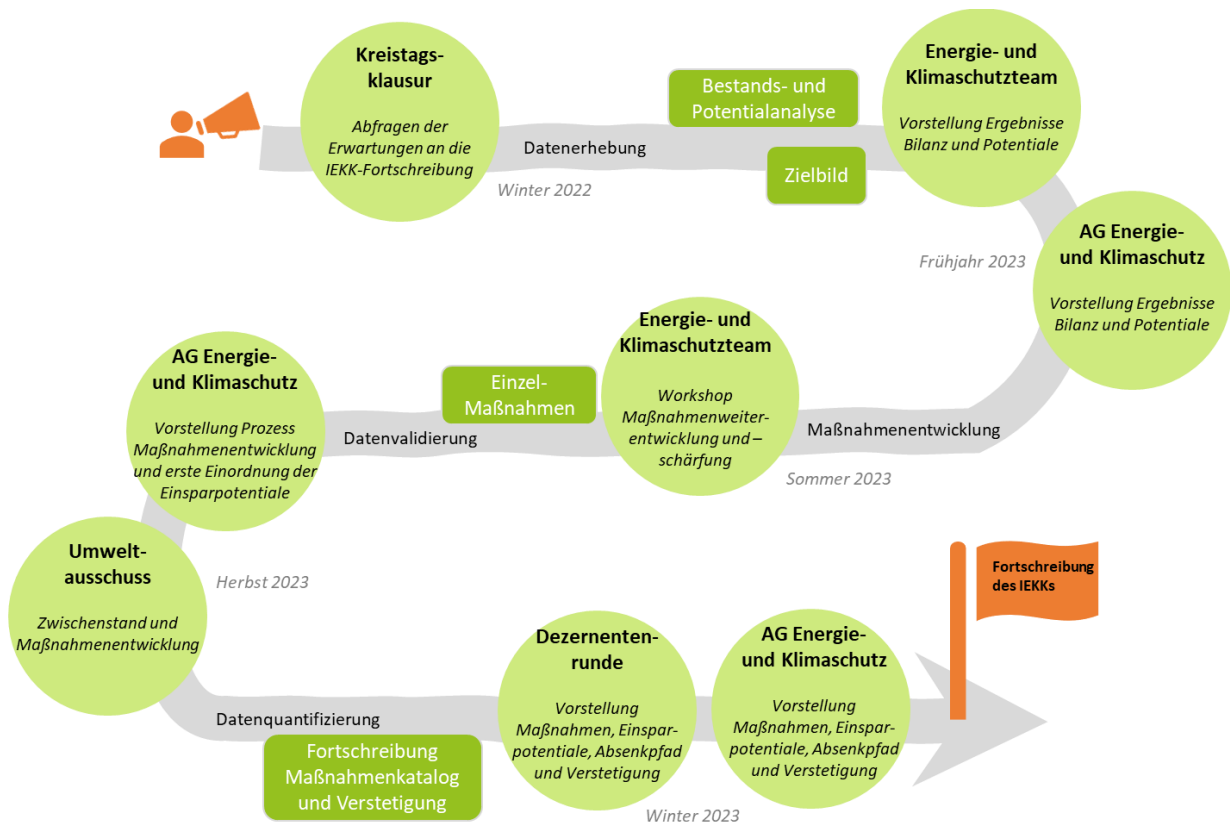 Kreistags-
klausur
Abfragen der
Erwartungen an die
IEKK-Fortschreibung
Datenerhebung
Winter 2022
Bestands- und
Potentialanalyse
Zielbild
Energie- und
Klimaschutzteam
Vorstellung Ergebnisse
Bilanz und Potentiale
Frühjahr 2023
AG Energie-
und Klimaschutz
Vorstellung Ergebnisse
Bilanz und Potentiale
Maßnahmenentwicklung
Sommer 2023
Energie- und
Klimaschutzteam
Workshop
Maßnahmenweiter-
entwicklung und –
schärfung
Einzel-
Maßnahmen
Datenvalidierung
AG Energie-
und Klimaschutz
Vorstellung Prozess
Maßnahmenentwicklung
und erste Einordnung der
Einsparpotentiale
Herbst 2023
Umwelt-
ausschuss
Zwischenstand und
Maßnahmenentwicklung
Datenquantifizierung
Fortschreibung
Maßnahmenkatalog
und Verstetigung
Dezernenten-
runde
Vorstellung
Maßnahmen, Einspar-
potentiale, Absenkpfad
und Verstetigung
Winter 2023
AG Energie-
und Klimaschutz
Vorstellung
Maßnahmen, Einspar-
potentiale, Absenkpfad
und Verstetigung
Fortschreibung
des IEKKs